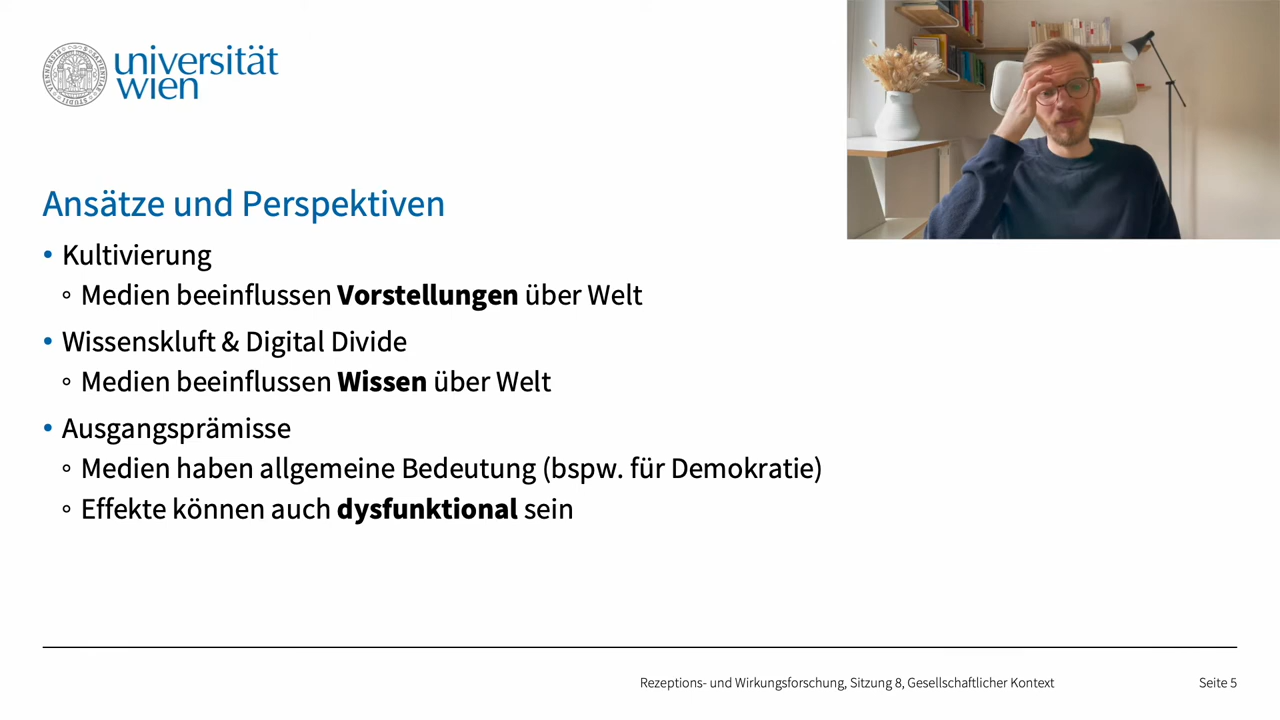 universität
wien
Ansätze und Perspektiven
• Kultivierung
◦ Medien beeinflussen Vorstellungen über Welt
• Wissenskluft & Digital Divide
◦ Medien beeinflussen Wissen über Welt
• Ausgangsprämisse
◦ Medien haben allgemeine Bedeutung (bspw. für Demokratie)
◦ Effekte können auch dysfunktional sein
Rezeptions- und Wirkungsforschung, Sitzung 8, Gesellschaftlicher Kontext
Seite 5